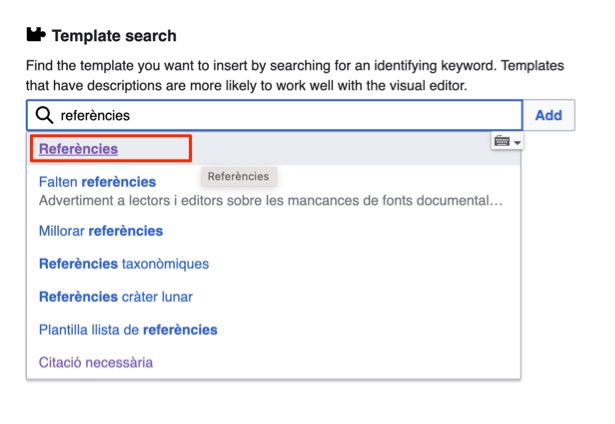 Template search
Find the template you want to insert by searching for an identifying keyword. Templates
that have descriptions are more likely to work well with the visual editor.
referències
Add
Referències
Referències
Falten referències
Advertiment a lectors i editors sobre les mancances de fonts documental…
Millorar referències
Referències taxonòmiques
Referències cràter lunar
Plantilla llista de referències
Citació necessària